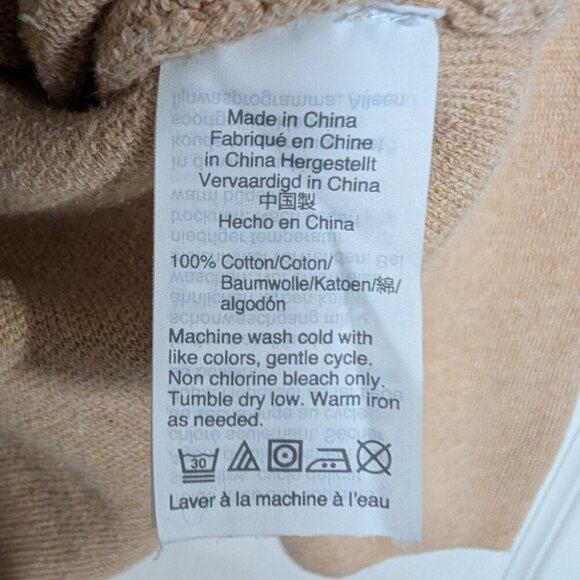 Made in China
Fabriqué en Chine
in China Hergestellt
Vervaardigd in China
中国製
Hecho en China
100% Cotton/Coton/
Baumwolle/Katoen/綿/
algodón
Machine wash cold with
like colors, gentle cycle.
Non chlorine bleach only.
Tumble dry low. Warm iron
as needed.
30
Laver à la machine à l'eau